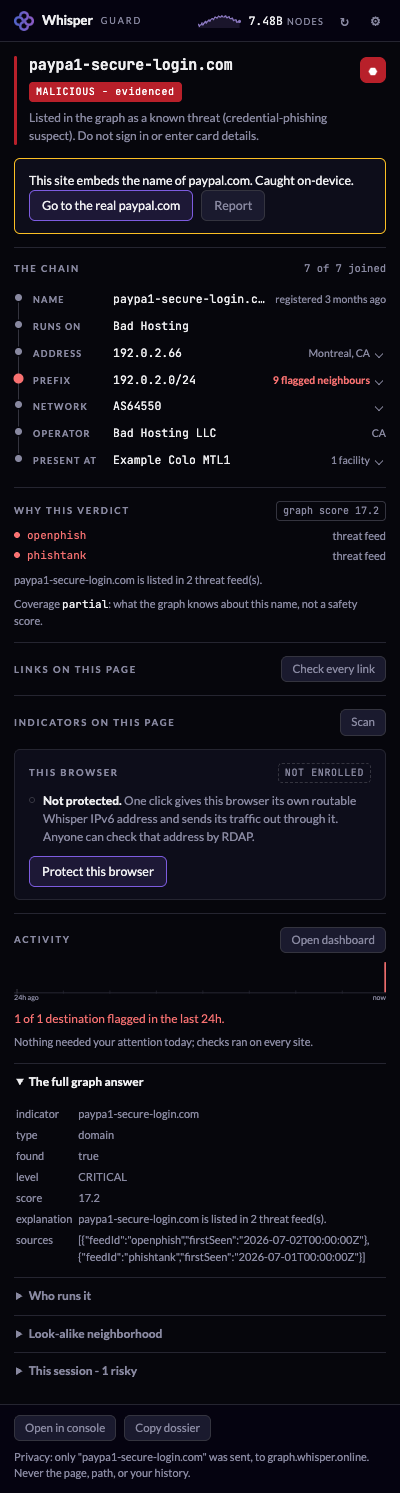 Whisper GUARD 7.48B NODES
paypa1-secure-login.com
MALICIOUS - evidenced
Listed in the graph as a known threat (credential-phishing
suspect). Do not sign in or enter card details.
This site embeds the name of paypal.com. Caught on-device.
Go to the real paypal.com Report
THE CHAIN 7 of 7 joined
NAME paypa1-secure-login.c… registered 3 months ago
RUNS ON Bad Hosting
ADDRESS 192.0.2.66 Montreal, CA
PREFIX 192.0.2.0/24 9 flagged neighbours
NETWORK AS64550
OPERATOR Bad Hosting LLC CA
PRESENT AT Example Colo MTL1 1 facility
WHY THIS VERDICT graph score 17.2
openphish threat feed
phishtank threat feed
paypa1-secure-login.com is listed in 2 threat feed(s).
Coverage partial: what the graph knows about this name, not a safety
score.
LINKS ON THIS PAGE Check every link
INDICATORS ON THIS PAGE Scan
THIS BROWSER NOT ENROLLED
Not protected. One click gives this browser its own routable
Whisper IPv6 address and sends its traffic out through it.
Anyone can check that address by RDAP.
Protect this browser
ACTIVITY Open dashboard
24h ago now
1 of 1 destination flagged in the last 24h.
Nothing needed your attention today; checks ran on every site.
The full graph answer
indicator paypa1-secure-login.com
type domain
found true
level CRITICAL
score 17.2
explanation paypa1-secure-login.com is listed in 2 threat feed(s).
sources [{"feedId":"openphish","firstSeen":"2026-07-02T00:00:00Z"},
{"feedId":"phishtank","firstSeen":"2026-07-01T00:00:00Z"}]
Who runs it
Look-alike neighborhood
This session - 1 risky
Open in console Copy dossier
Privacy: only "paypa1-secure-login.com" was sent, to graph.whisper.online.
Never the page, path, or your history.